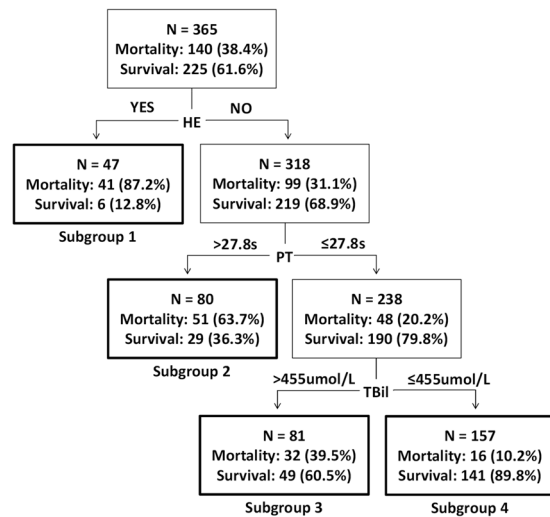 N = 365
Mortality: 140 (38.4%)
Survival: 225 (61.6%)
YES
NO
HE
N = 47
Mortality: 41 (87.2%)
Survival: 6 (12.8%)
Subgroup 1
N = 318
Mortality: 99 (31.1%)
Survival: 219 (68.9%)
>27.8s
≤27.8s
PT
N = 80
Mortality: 51 (63.7%)
Survival: 29 (36.3%)
Subgroup 2
N = 238
Mortality: 48 (20.2%)
Survival: 190 (79.8%)
>455umol/L
≤455umol/L
TBil
N = 81
Mortality: 32 (39.5%)
Survival: 49 (60.5%)
Subgroup 3
N = 157
Mortality: 16 (10.2%)
Survival: 141 (89.8%)
Subgroup 4